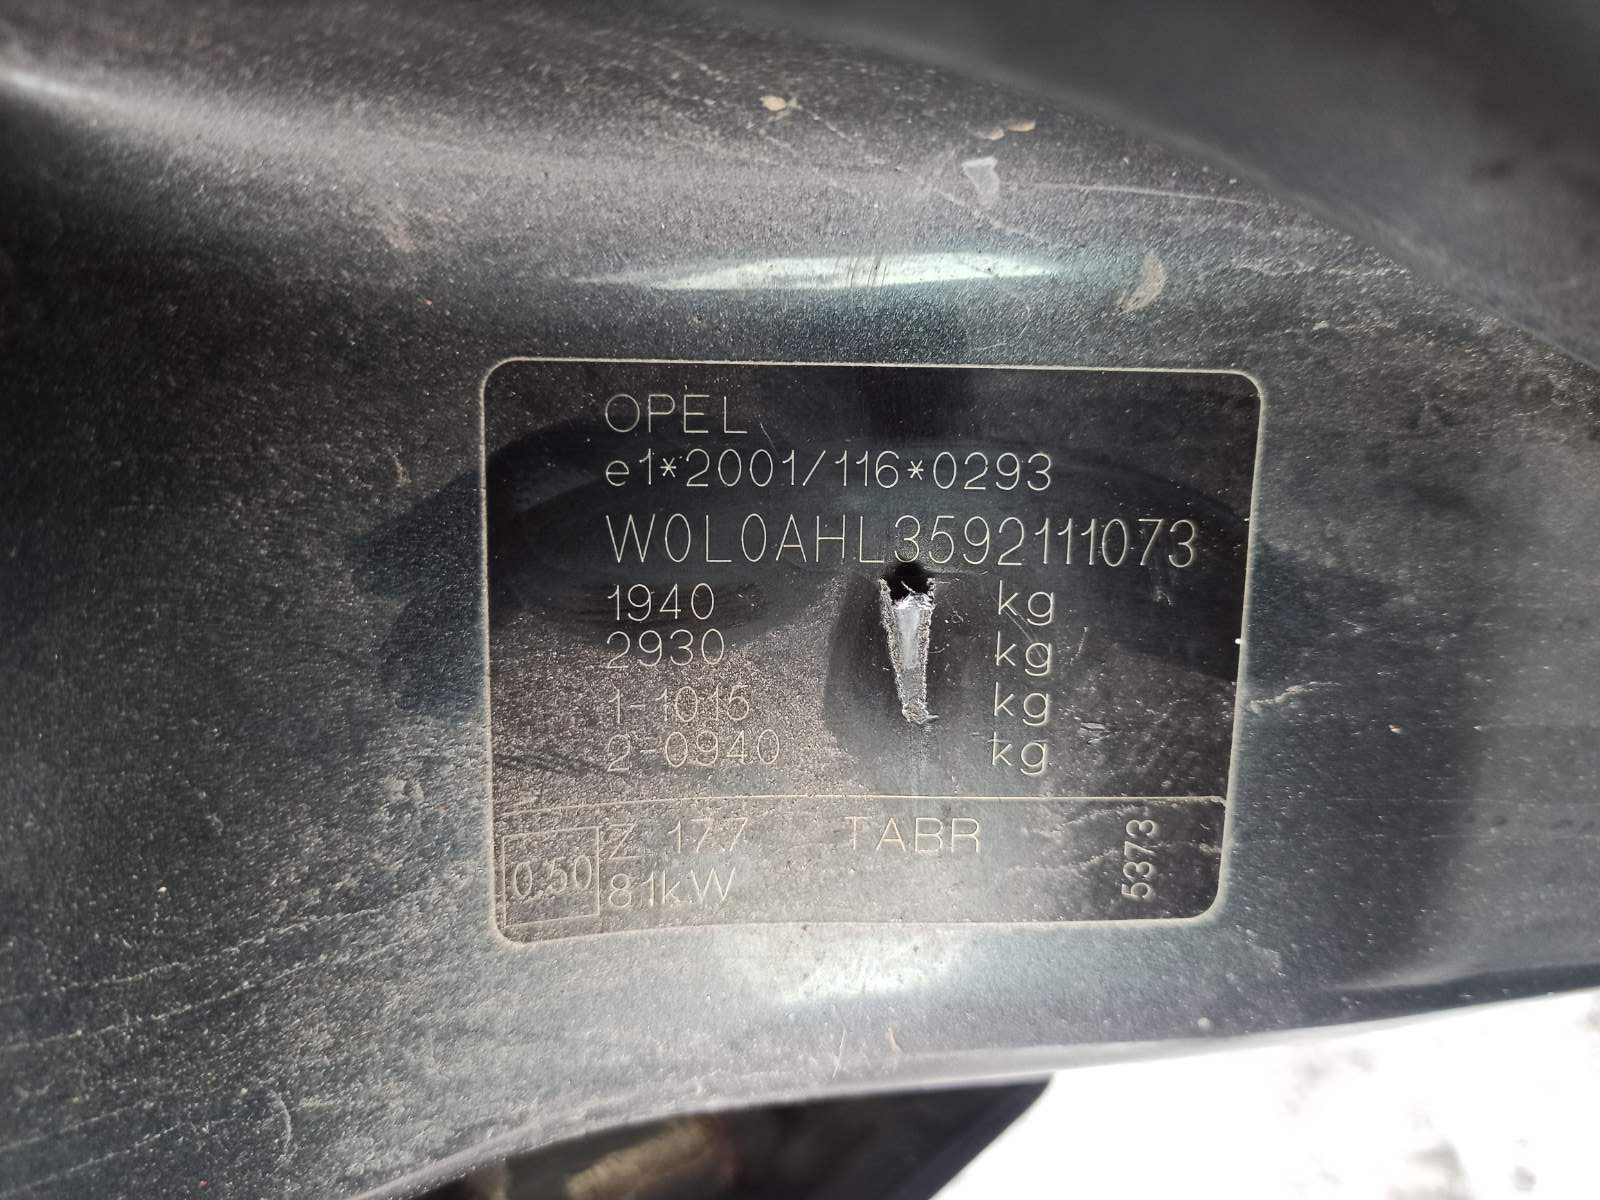 OPEL
e1*2001/116*0293
W0L0AHL3592111073
1940 kg
2930 kg
1-1015 kg
2-0940 kg
0.50 Z 17.7 TABR 5373
81kW